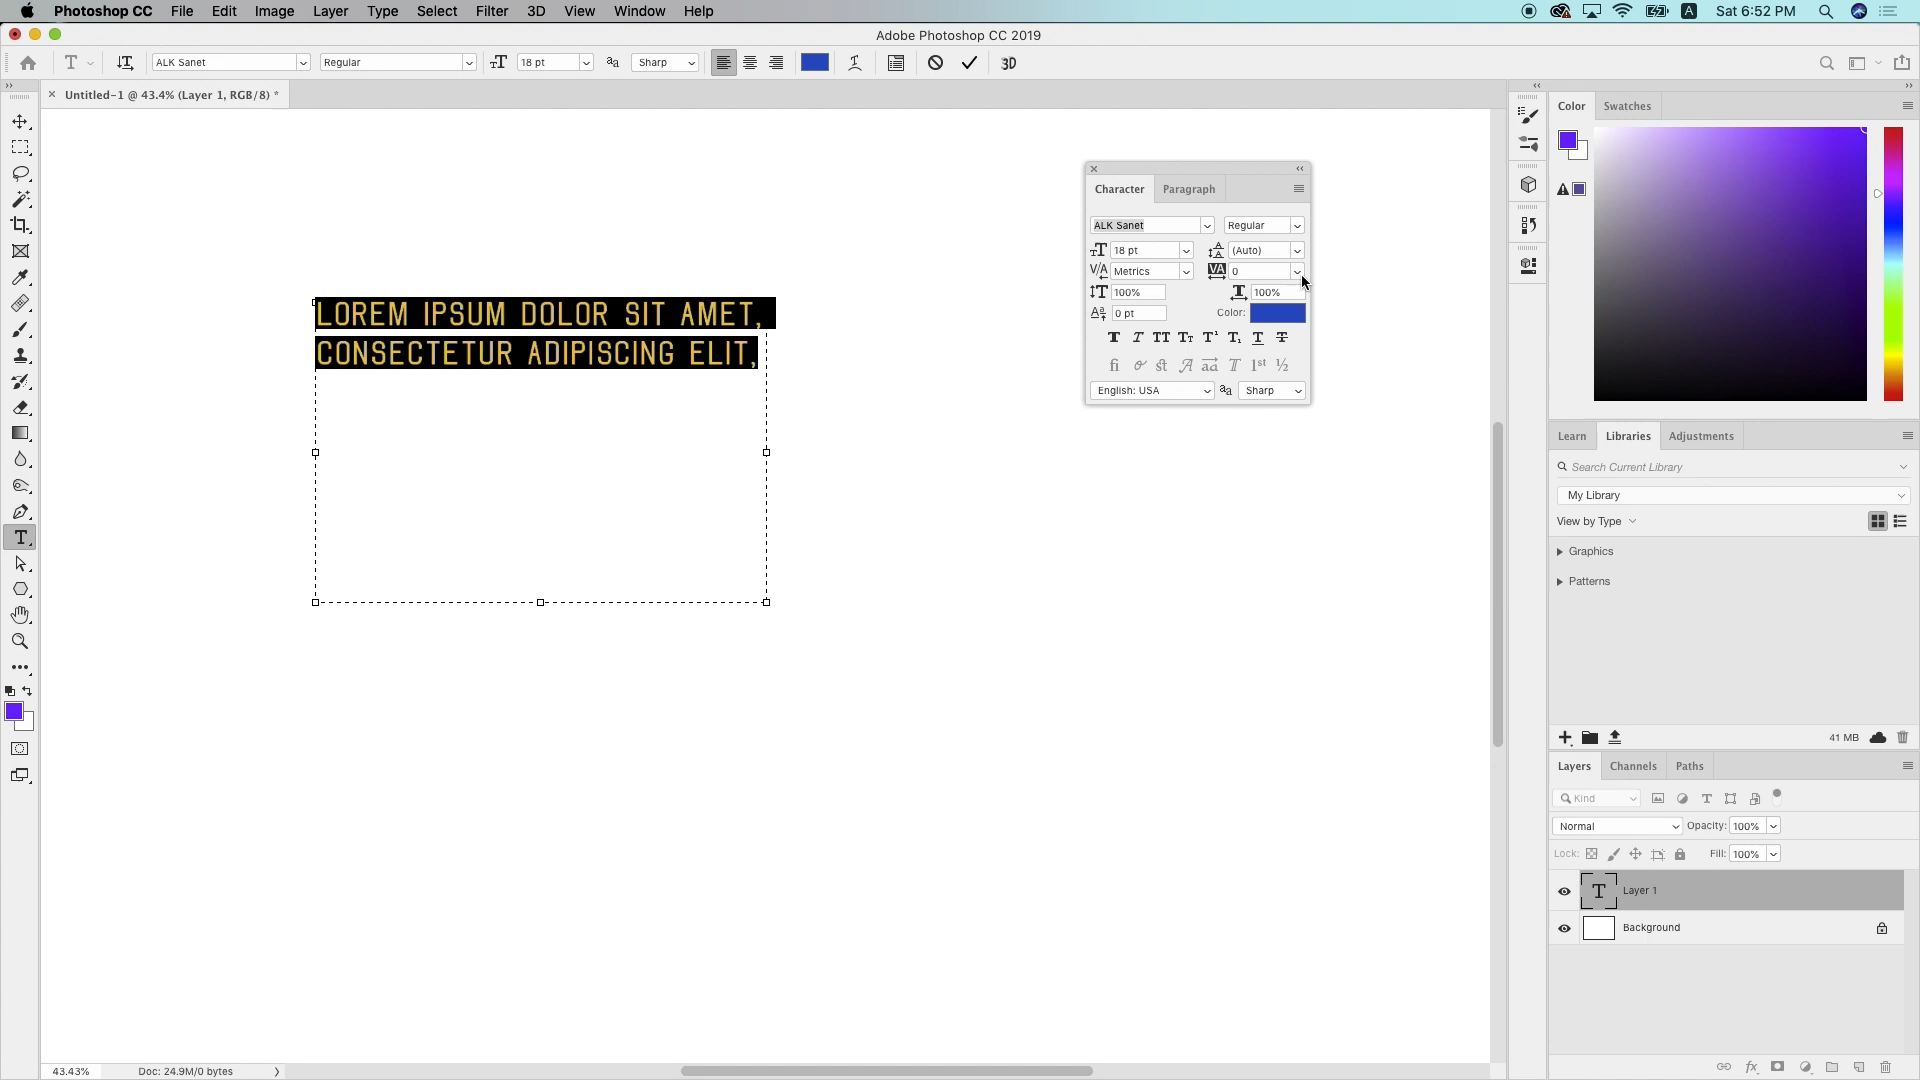 Photoshop CC File Edit Image Layer Type Select Filter 3D View Window Help A Sat 6:52 PM
Adobe Photoshop CC 2019
ALK Sanet Regular 18 pt Sharp 3D
Untitled-1 @ 43.4% (Layer 1, RGB/8) *
LOREM IPSUM DOLOR SIT AMET,
CONSECTETUR ADIPISCING ELIT,
Character Paragraph
ALK Sanet Regular
18 pt (Auto)
Metrics 0
100% 100%
0 pt Color:
English: USA Sharp
Color Swatches
Learn Libraries Adjustments
Search Current Library
My Library
View by Type
Graphics
Patterns
41 MB
Layers Channels Paths
Kind
Normal Opacity: 100%
Lock: Fill: 100%
Layer 1
Background
43.43% Doc: 24.9M/0 bytes